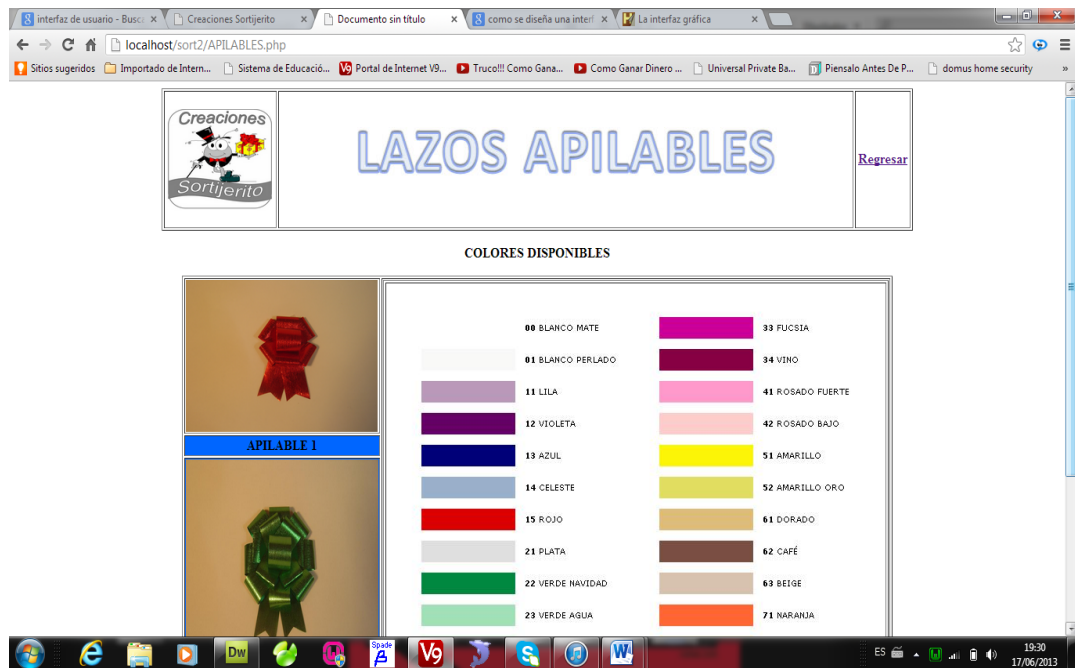 interfaz de usuario - Busc
Creaciones Sortijerito
Documento sin título
como se diseña una interf
La interfaz gráfica
localhost/sort2/APILABLES.php
Sitios sugeridos
Importado de Intern...
Sistema de Educació...
Portal de Internet V9...
Truco!!! Como Gana...
Como Ganar Dinero ...
Universal Private Ba...
Piensalo Antes De P...
domus home security
»
Creaciones
Sortijerito
LAZOS APILABLES
Regresar
COLORES DISPONIBLES
APILABLE 1
00 BLANCO MATE
01 BLANCO PERLADO
11 LILA
12 VIOLETA
13 AZUL
14 CELESTE
15 ROJO
21 PLATA
22 VERDE NAVIDAD
23 VERDE AGUA
33 FUCSIA
34 VINO
41 ROSADO FUERTE
42 ROSADO BAJO
51 AMARILLO
52 AMARILLO ORO
61 DORADO
62 CAFÉ
63 BEIGE
71 NARANJA
Dw
Spade
β
V9
S
W
ES
19:30
17/06/2013